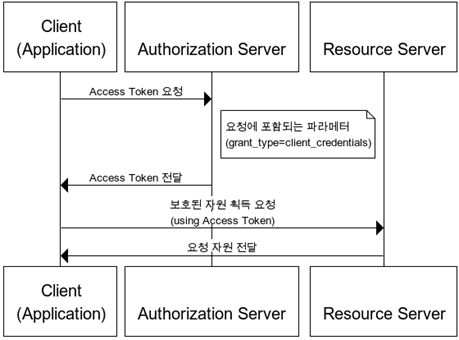 Client
(Application)
Authorization Server
Resource Server
Access Token 요청
요청에 포함되는 파라메터
(grant_type=client_credentials)
Access Token 전달
보호된 자원 획득 요청
(using Access Token)
요청 자원 전달
Client
(Application)
Authorization Server
Resource Server